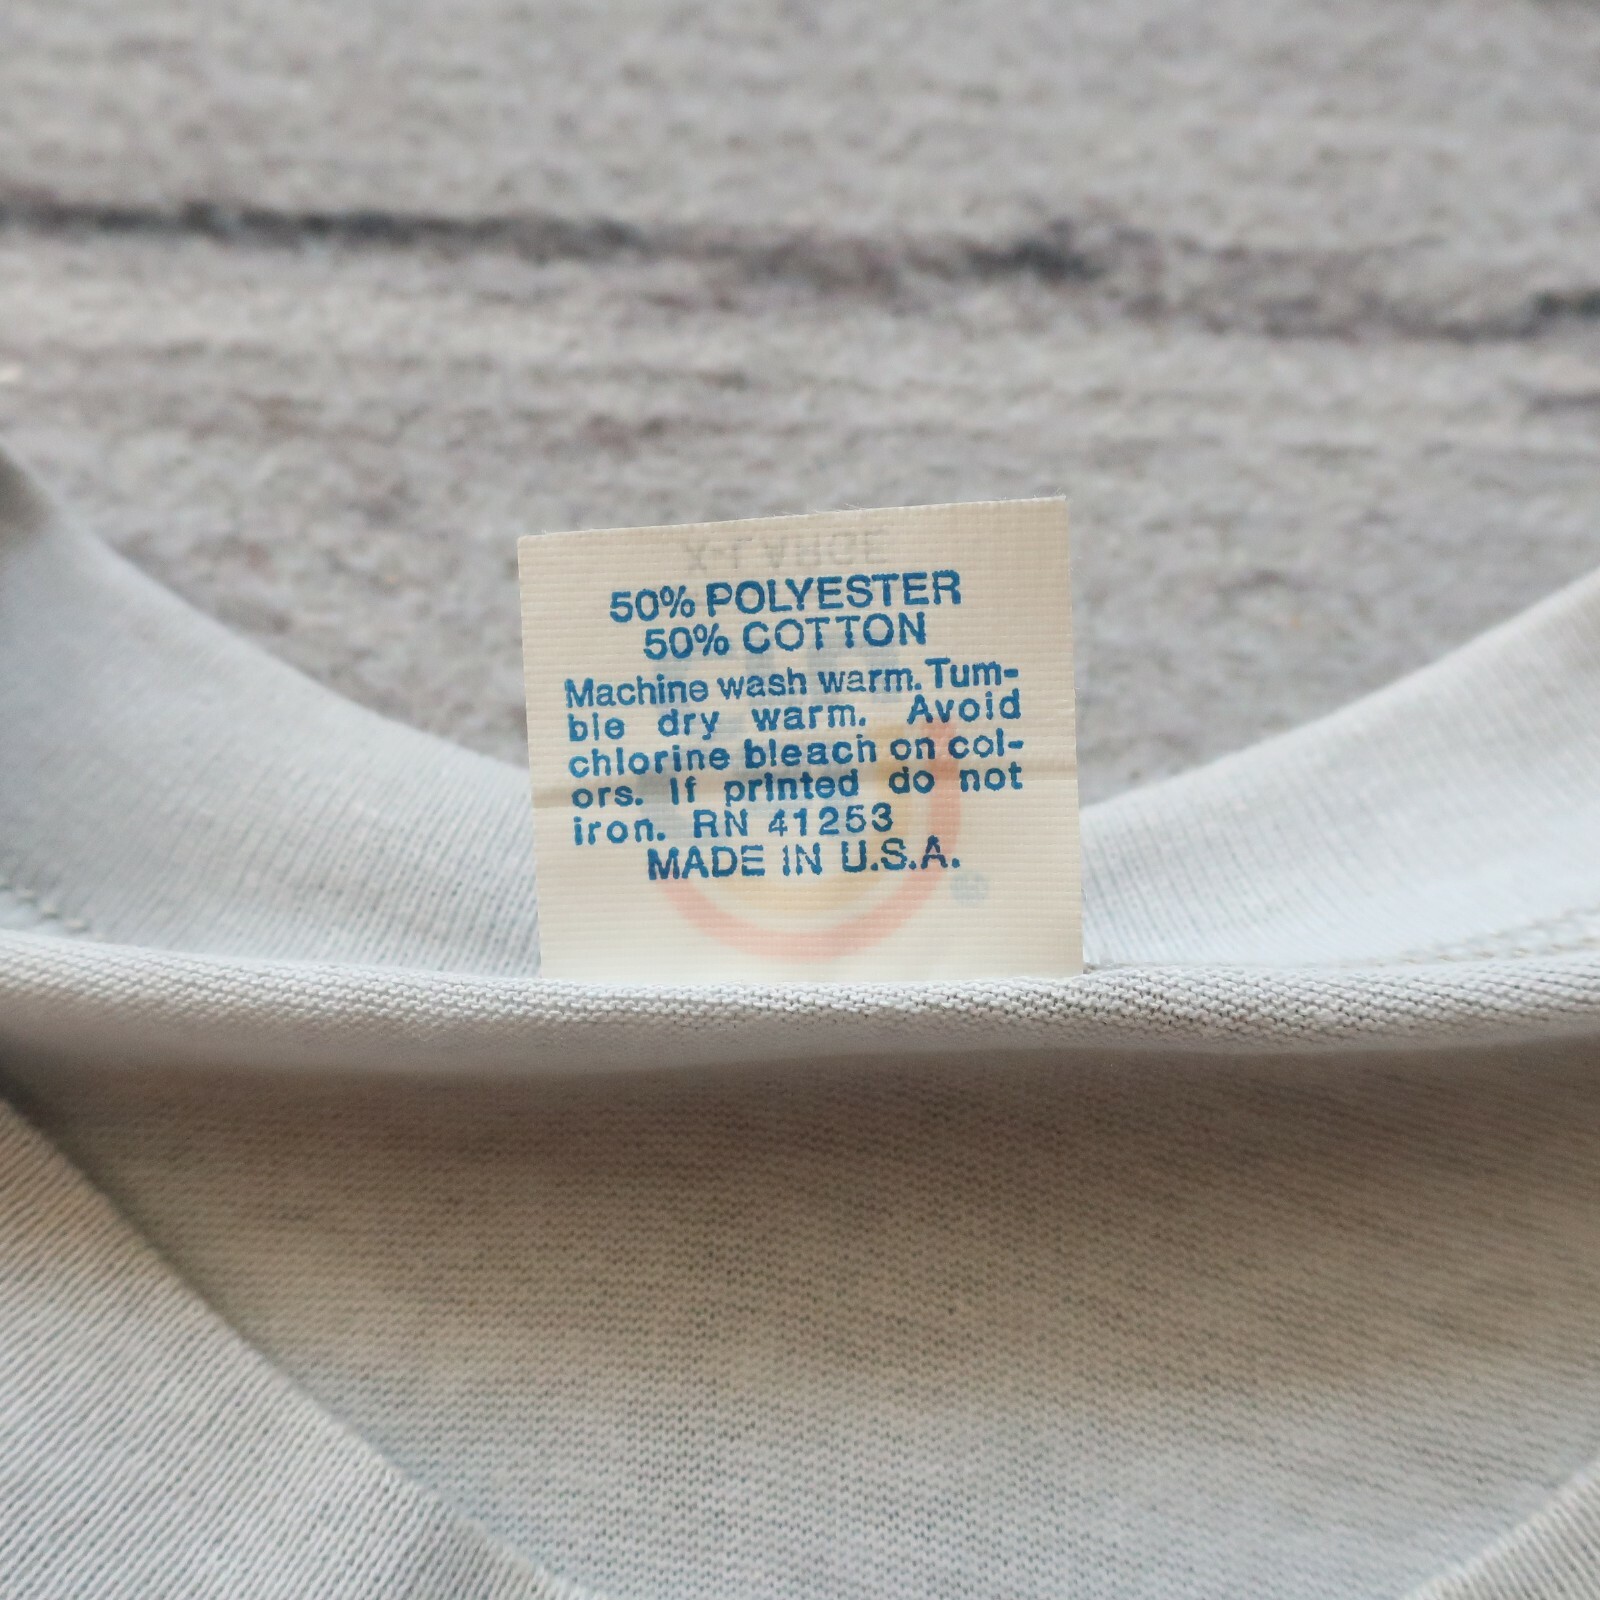 X-LARGE
50% POLYESTER
50% COTTON
Machine wash warm. Tum-
ble dry warm. Avoid
chlorine bleach on col-
ors. If printed do not
iron. RN 41253
MADE IN U.S.A.
®